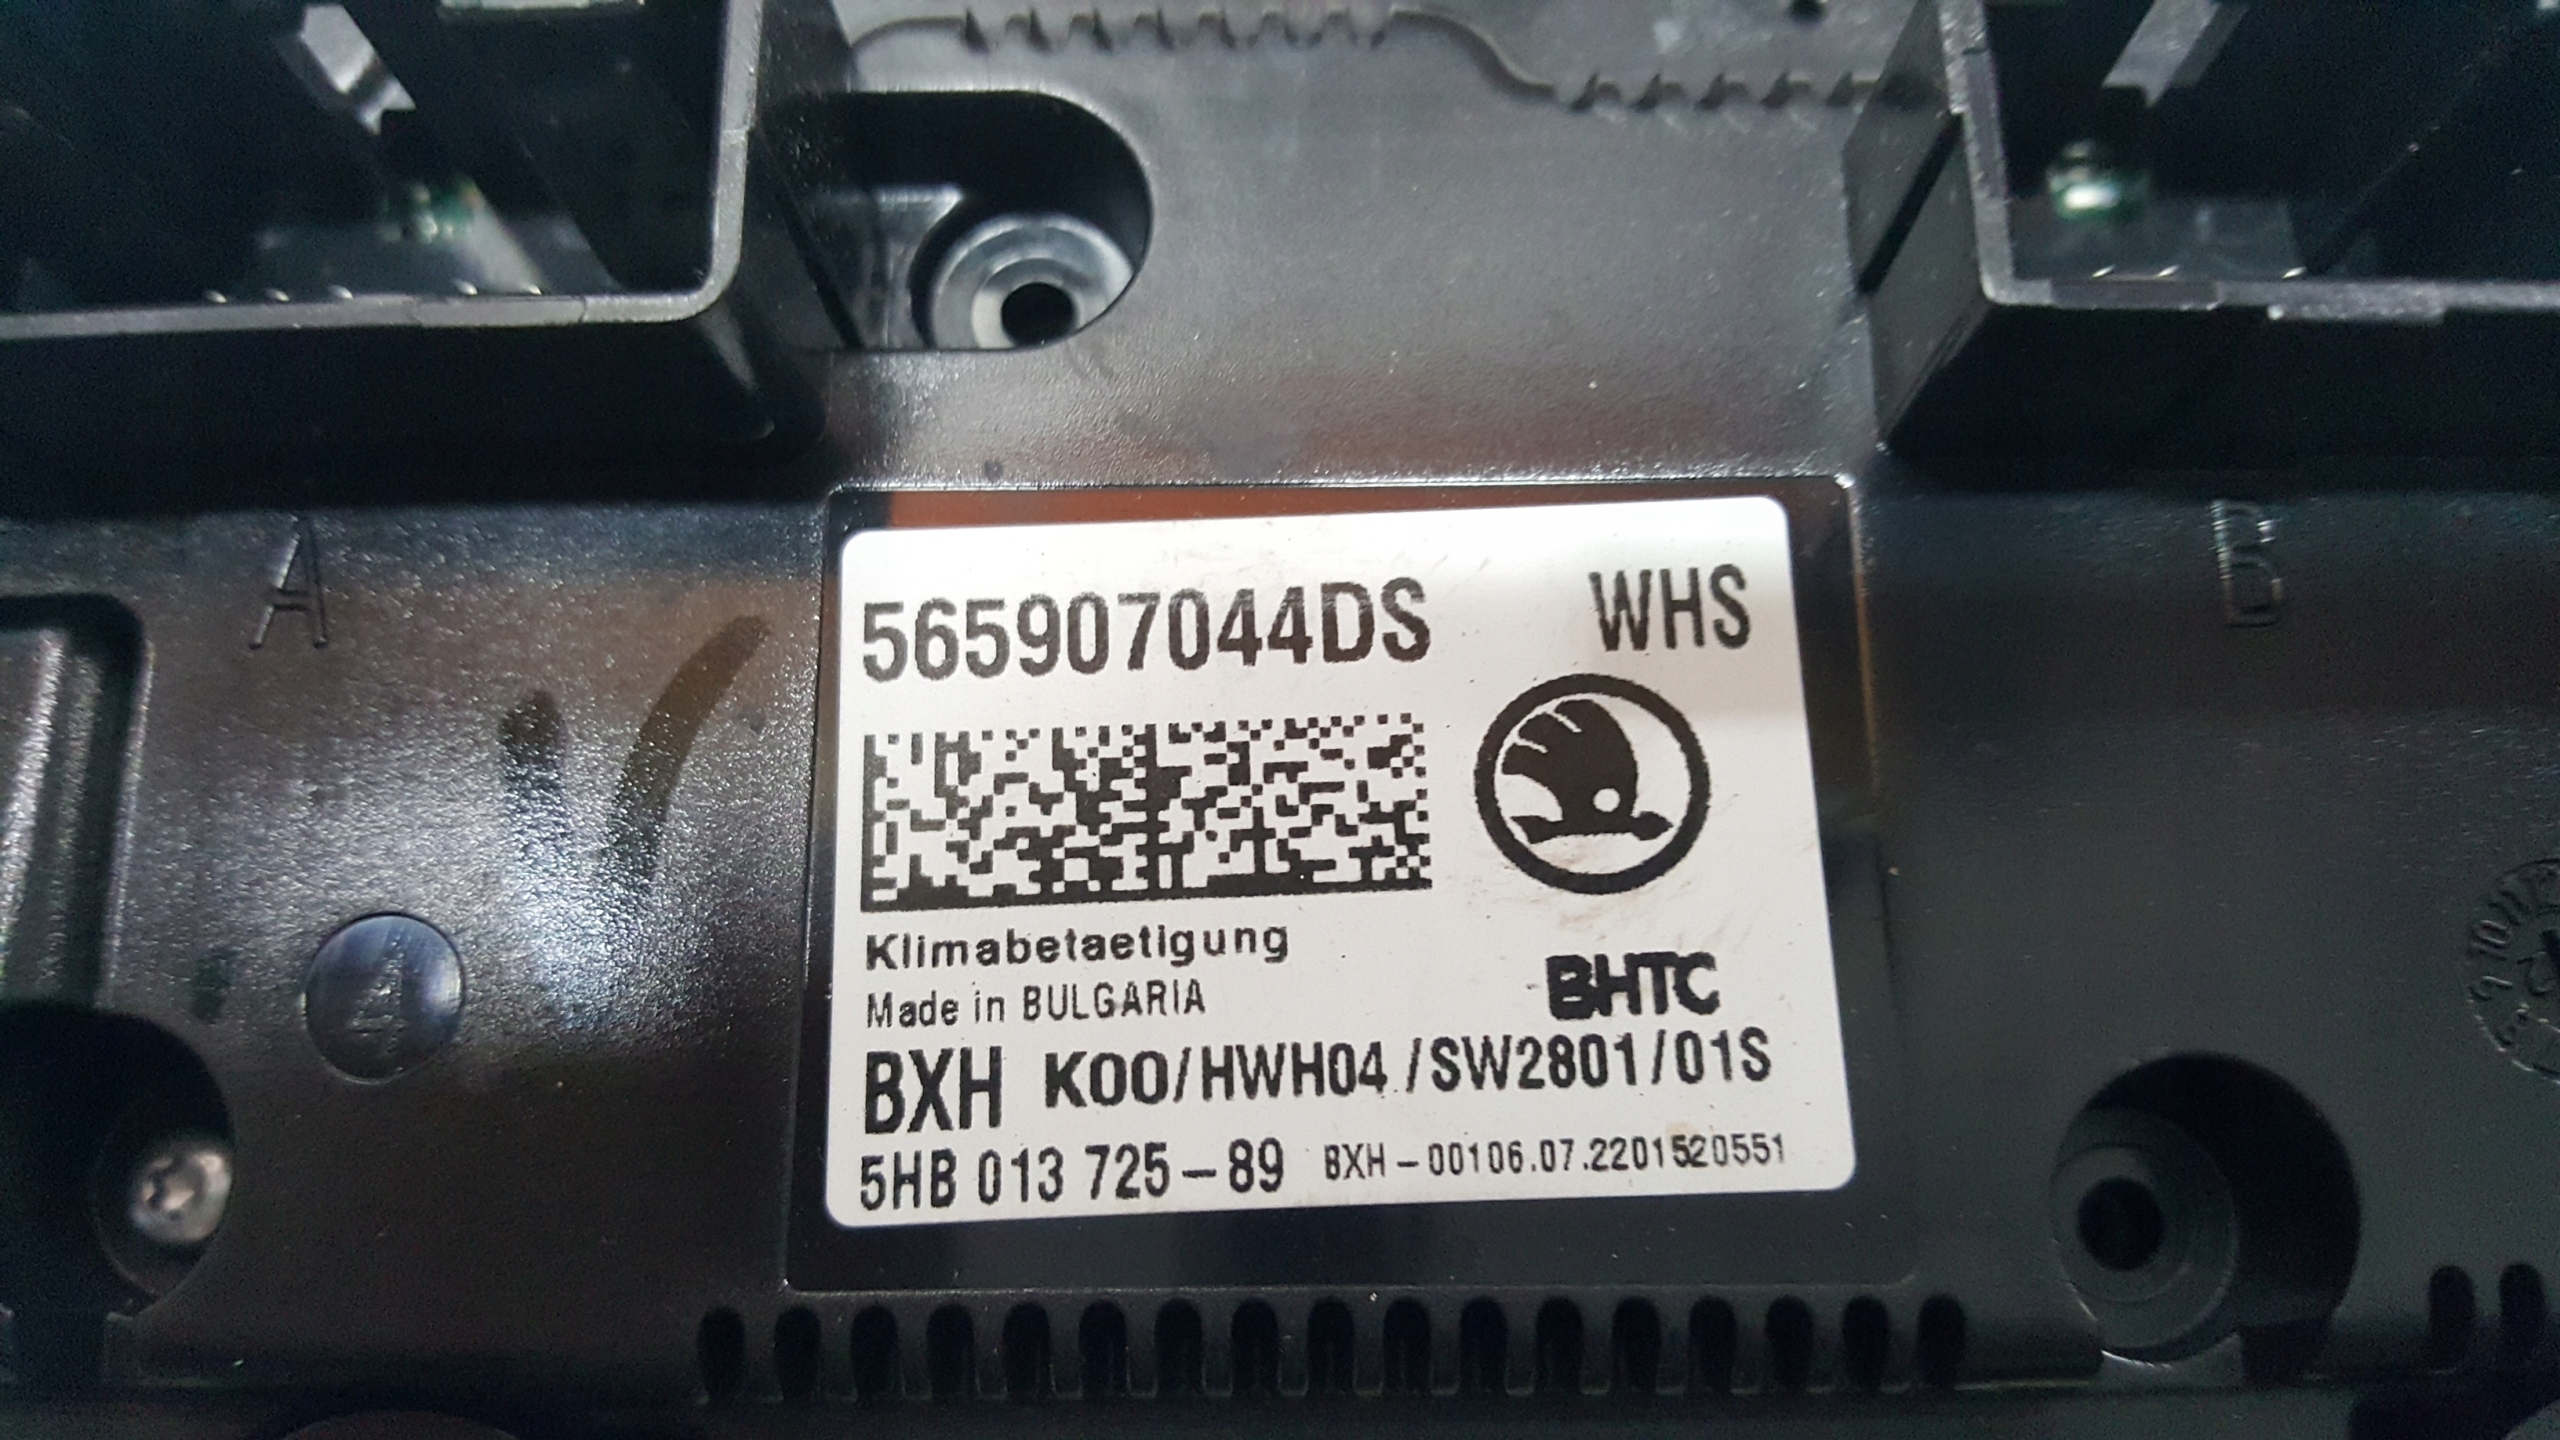 565907044DS WHS
A
B
Klimabetaetigung
Made in BULGARIA
BHTC
BXH K00/HWH04/SW2801/01S
5HB 013 725-89 BXH-00106.07.2201520551